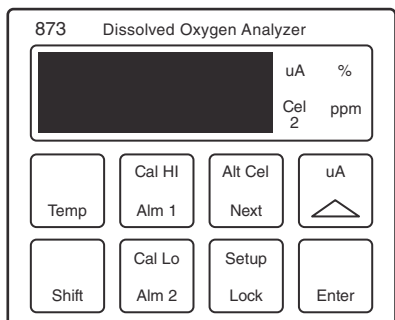 873 Dissolved Oxygen Analyzer
uA %
Cel ppm
2
Cal HI Alt Cel uA
Temp Alm 1 Next
Cal Lo Setup
Shift Alm 2 Lock Enter